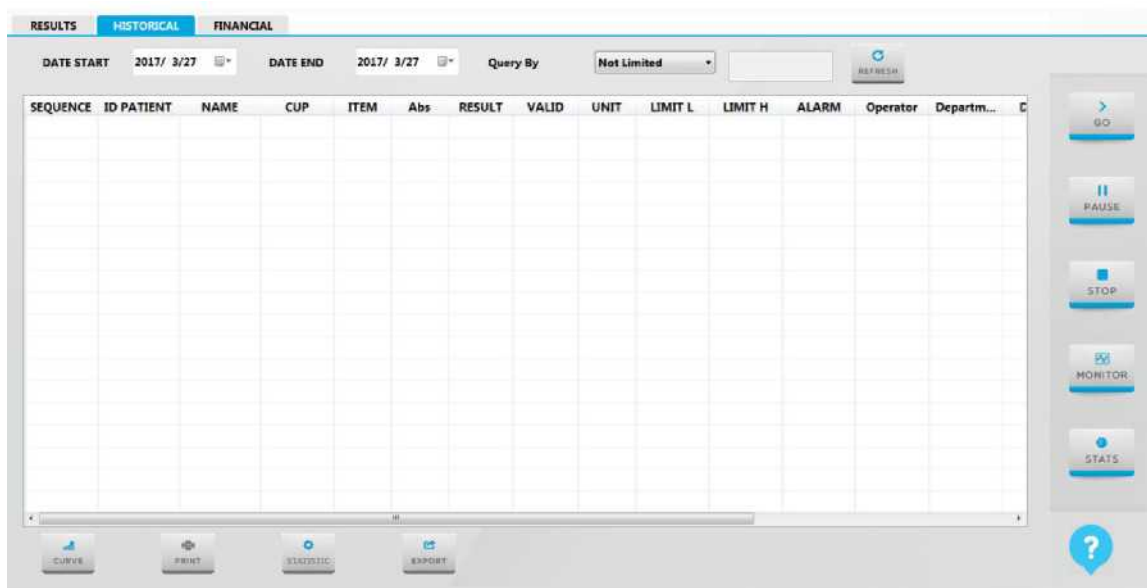 RESULTS HISTORICAL FINANCIAL
DATE START 2017/ 3/27 DATE END 2017/ 3/27 Query By Not Limited REFRESH
SEQUENCE ID PATIENT NAME CUP ITEM Abs RESULT VALID UNIT LIMIT L LIMIT H ALARM Operator Departm... D
GO
PAUSE
STOP
MONITOR
STATS
CURVE PRINT STATISTIC EXPORT
?